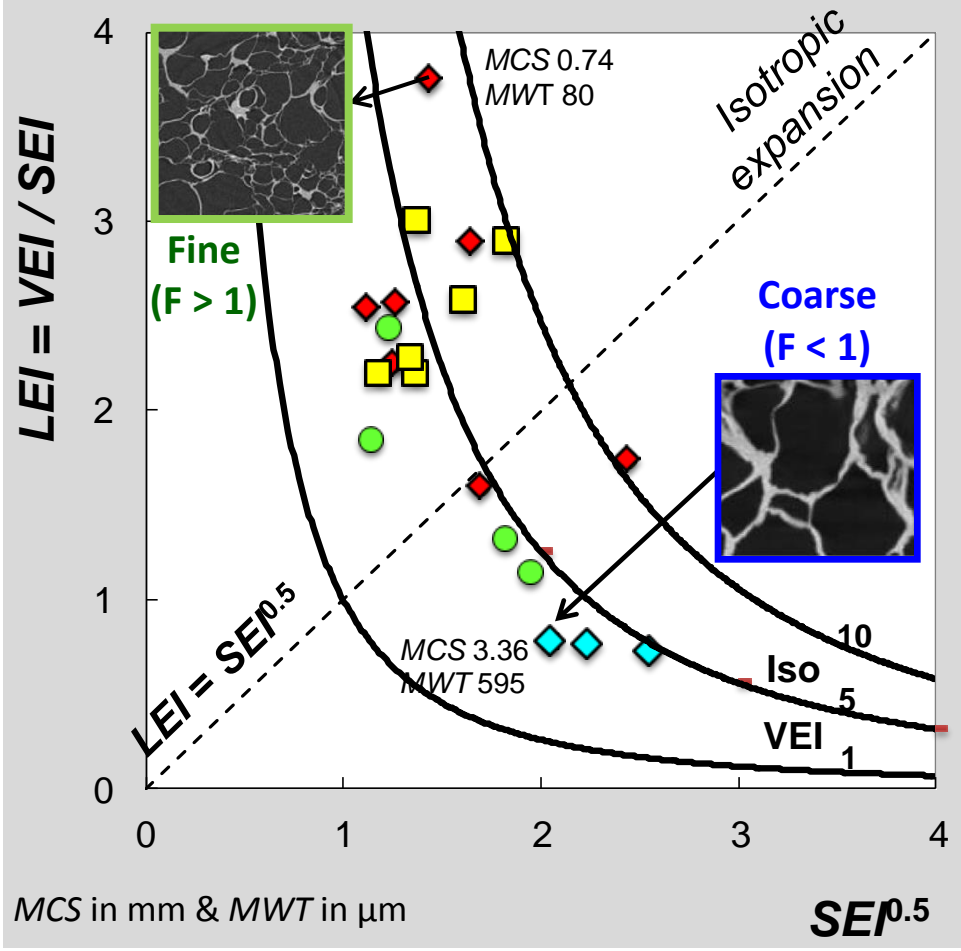 4
MCS 0.74
MWT 80
Isotropic
expansion
LEI = VEI / SEI
3
Fine
(F > 1)
Coarse
(F < 1)
2
1
LEI = SEI0.5
MCS 3.36
MWT 595
10
Iso
5
VEI
1
0
0
1
2
3
4
MCS in mm & MWT in µm
SEI0.5